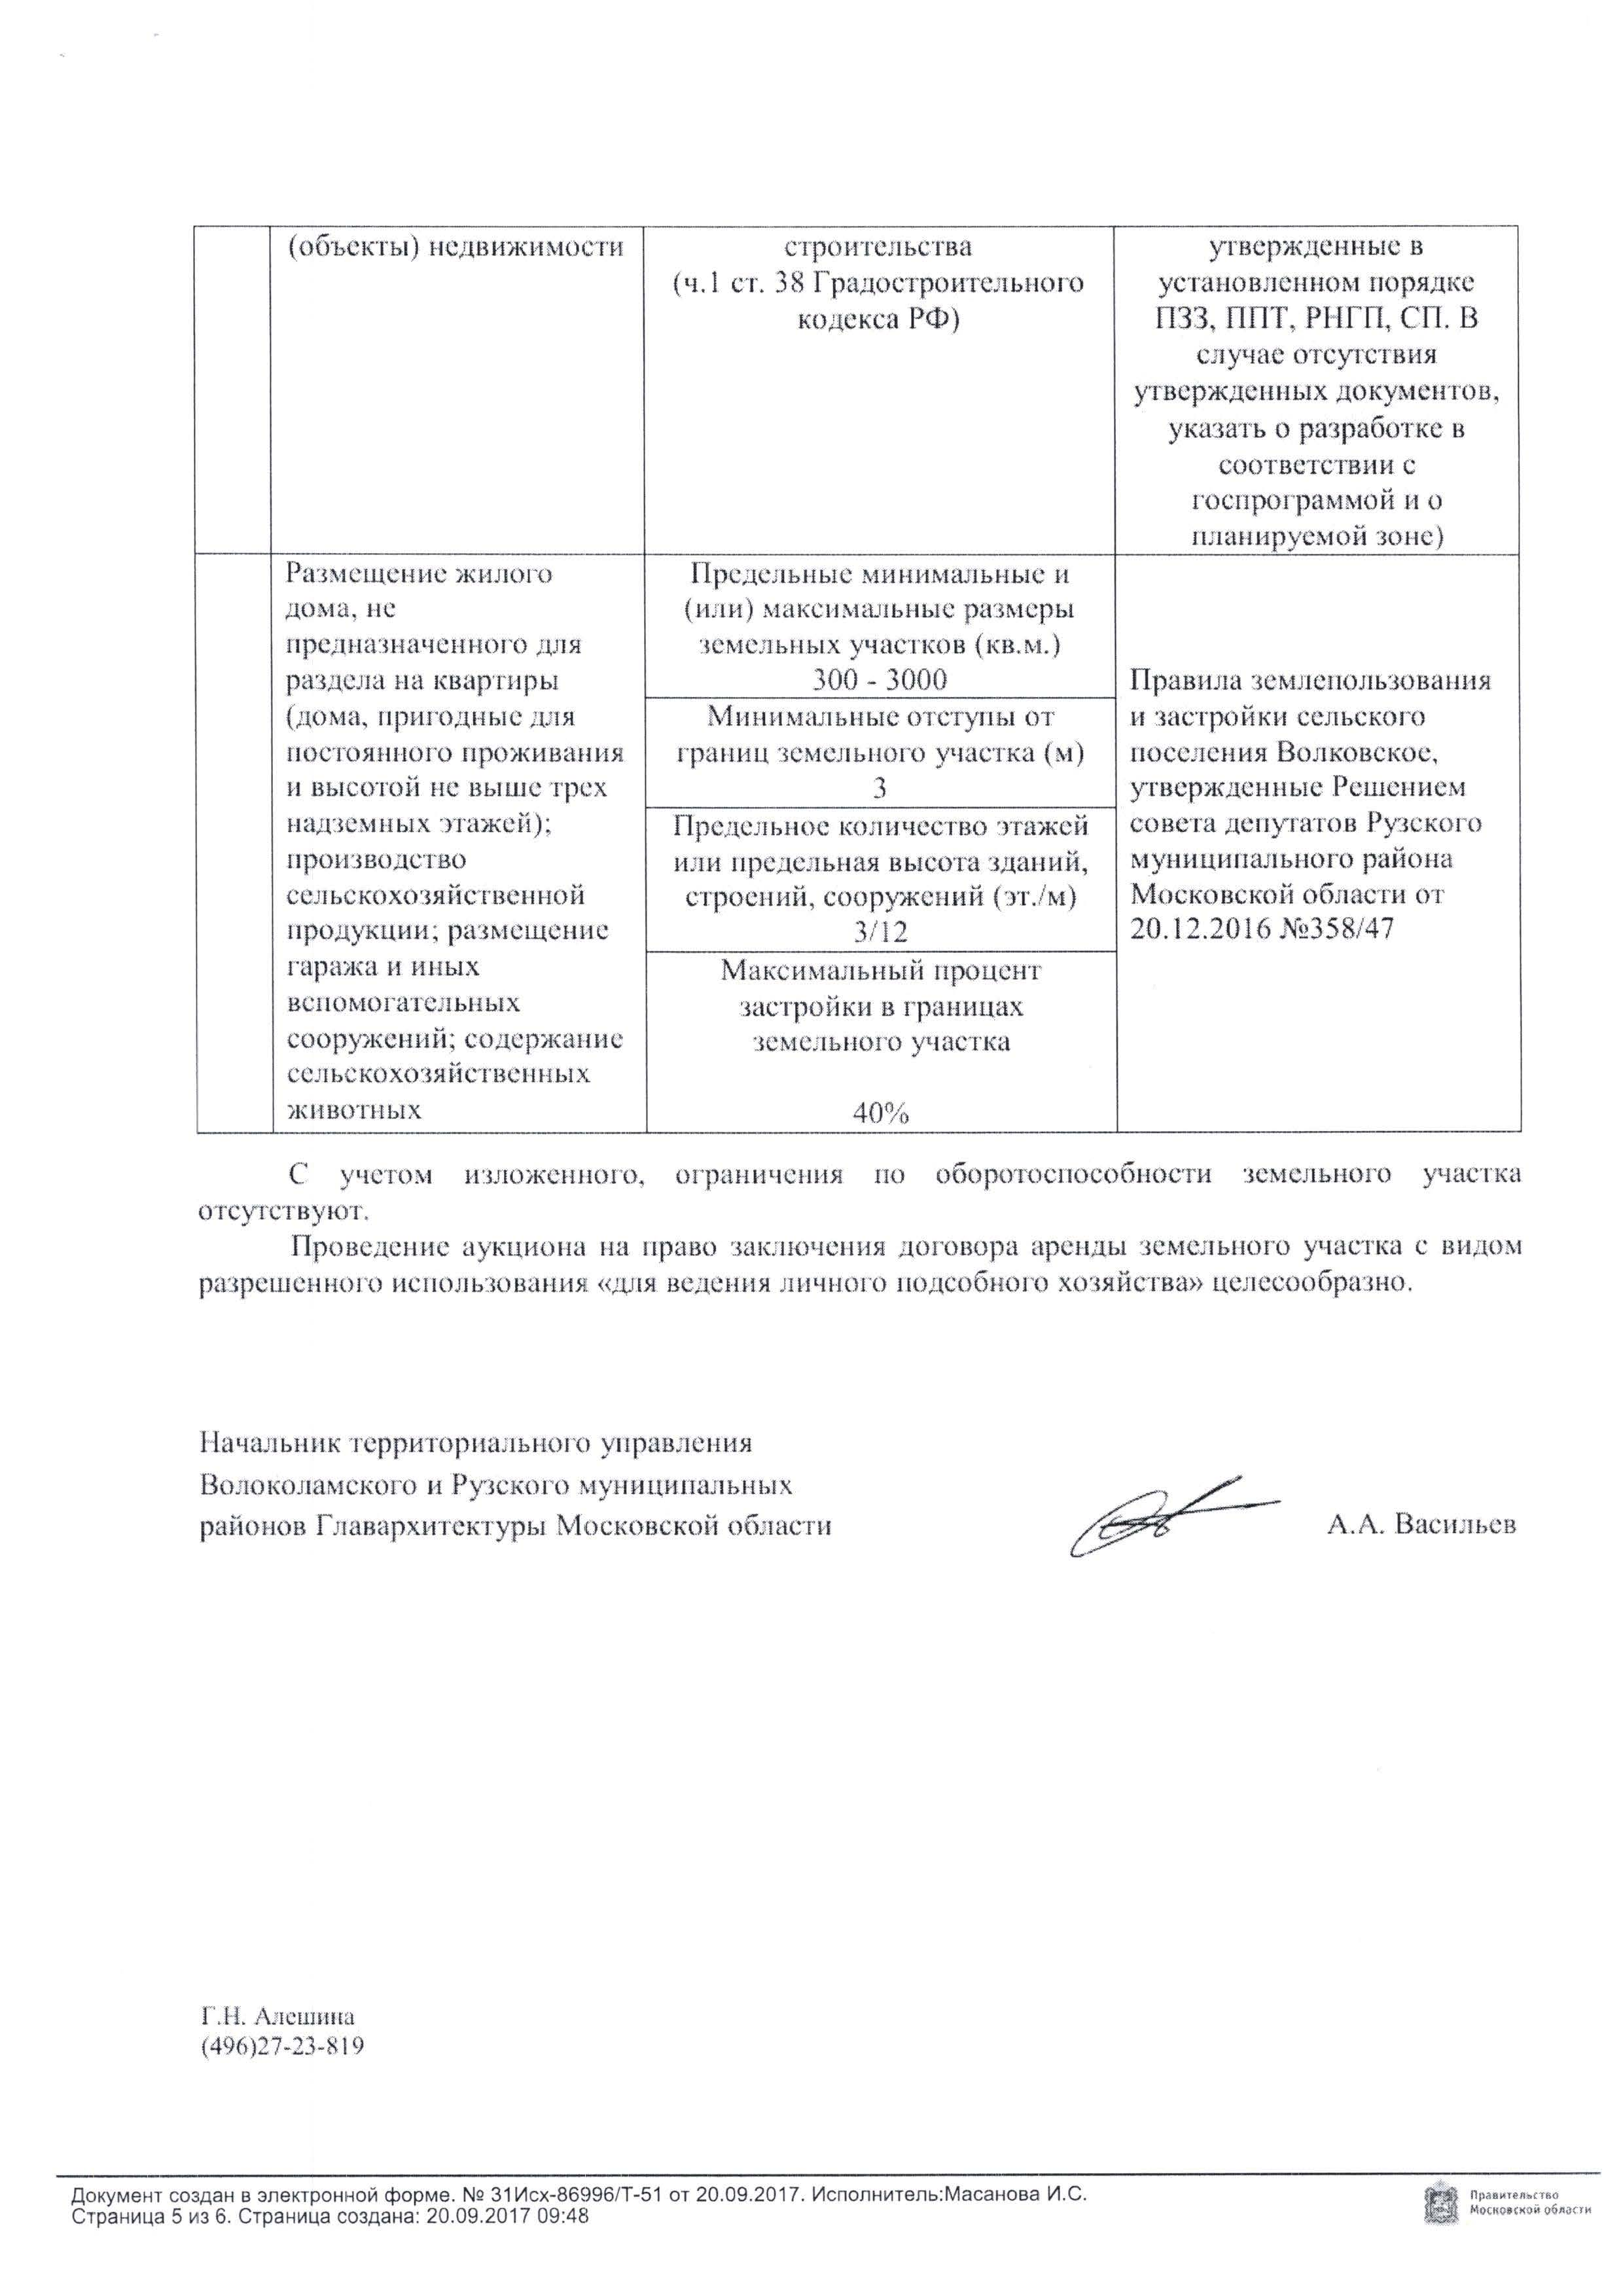 (объекты) недвижимости
строительства
(ч.1 ст. 38 Градостроительного
кодекса РФ)
утвержденные в
установленном порядке
ПЗЗ, ППТ, РНГП, СП. В
случае отсутствия
утвержденных документов,
указать о разработке в
соответствии с
госпрограммой и о
планируемой зоне)
Размещение жилого
дома, не
предназначенного для
раздела на квартиры
(дома, пригодные для
постоянного проживания
и высотой не выше трех
надземных этажей);
производство
сельскохозяйственной
продукции; размещение
гаража и иных
вспомогательных
сооружений; содержание
сельскохозяйственных
животных
Предельные минимальные и
(или) максимальные размеры
земельных участков (кв.м.)
300 - 3000
Минимальные отступы от
границ земельного участка (м)
3
Предельное количество этажей
или предельная высота зданий,
строений, сооружений (эт./м)
3/12
Максимальный процент
застройки в границах
земельного участка
40%
Правила землепользования
и застройки сельского
поселения Волковское,
утвержденные Решением
совета депутатов Рузского
муниципального района
Московской области от
20.12.2016 №358/47
С учетом изложенного, ограничения по оборотоспособности земельного участка
отсутствуют.
Проведение аукциона на право заключения договора аренды земельного участка с видом
разрешенного использования «для ведения личного подсобного хозяйства» целесообразно.
Начальник территориального управления
Волоколамского и Рузского муниципальных
районов Главархитектуры Московской области
А.А. Васильев
Г.Н. Алешина
(496)27-23-819
Документ создан в электронной форме. № 31Исх-86996/Т-51 от 20.09.2017. Исполнитель:Масанова И.С.
Страница 5 из 6. Страница создана: 20.09.2017 09:48
Правительство
Московской области